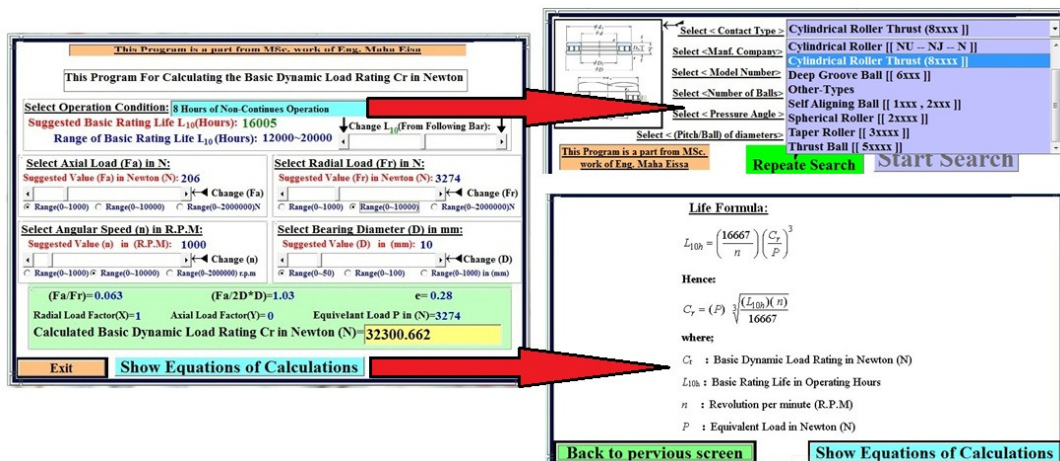 This Program is a part from MSc. work of Eng. Maha Eisa
This Program For Calculating the Basic Dynamic Load Rating Cr in Newton
Select Operation Condition: 8 Hours of Non-Continues Operation
Suggested Basic Rating Life L10(Hours): 16005
Change L10(From Following Bar):
Range of Basic Rating Life L10 (Hours): 12000~20000
Select Axial Load (Fa) in N:
Suggested Value (Fa) in Newton (N): 206
Change (Fa)
Range(0~1000) Range(0~10000) Range(0~2000000)
Select Radial Load (Fr) in N:
Suggested Value (Fr) in Newton (N): 3274
Change (Fr)
Range(0~1000) Range(0~10000) Range(0~2000000)N
Select Angular Speed (n) in R.P.M:
Suggested Value (n) in (R.P.M): 1000
Change (n)
Range(0~1000) Range(0~10000) Range(0~2000000) r.p.m
Select Bearing Diameter (D) in mm:
Suggested Value (D) in (mm): 10
Change (D)
Range(0~50) Range(0~100) Range(0~1000) in (mm)
(Fa/Fr)=0.063 (Fa/2D*D)=1.03 e= 0.28
Radial Load Factor(X)=1 Axial Load Factor(Y)=0 Equivelant Load P in (N)=3274
Calculated Basic Dynamic Load Rating Cr in Newton (N)= 32300.662
Exit Show Equations of Calculations
Select < Contact Type > Cylindrical Roller Thrust (8xxxx ]]
Select <Manf. Company>
Select < Model Number>
Select <Number of Balls>
Select < Pressure Angle >
Select < (Pitch/Ball) of diameters>
Cylindrical Roller [[ NU -- NJ -- N ]]
Cylindrical Roller Thrust (8xxxx ]]
Deep Groove Ball [[ 6xxx ]]
Other-Types
Self Aligning Ball [[ 1xxx , 2xxx ]]
Spherical Roller [[ 2xxxx ]]
Taper Roller [[ 3xxxx ]]
Thrust Ball [[ 5xxxx ]]
This Program is a part from MSc.
work of Eng. Maha Eissa
Repeate Search Start Search
Life Formula:
L10h = (16667/n) (Cr/P)^3
Hence:
Cr = (P) ∛((L10h)(n)/16667)
where;
Cr : Basic Dynamic Load Rating in Newton (N)
L10h : Basic Rating Life in Operating Hours
n : Revolution per minute (R.P.M)
P : Equivalent Load in Newton (N)
Back to pervious screen Show Equations of Calculations